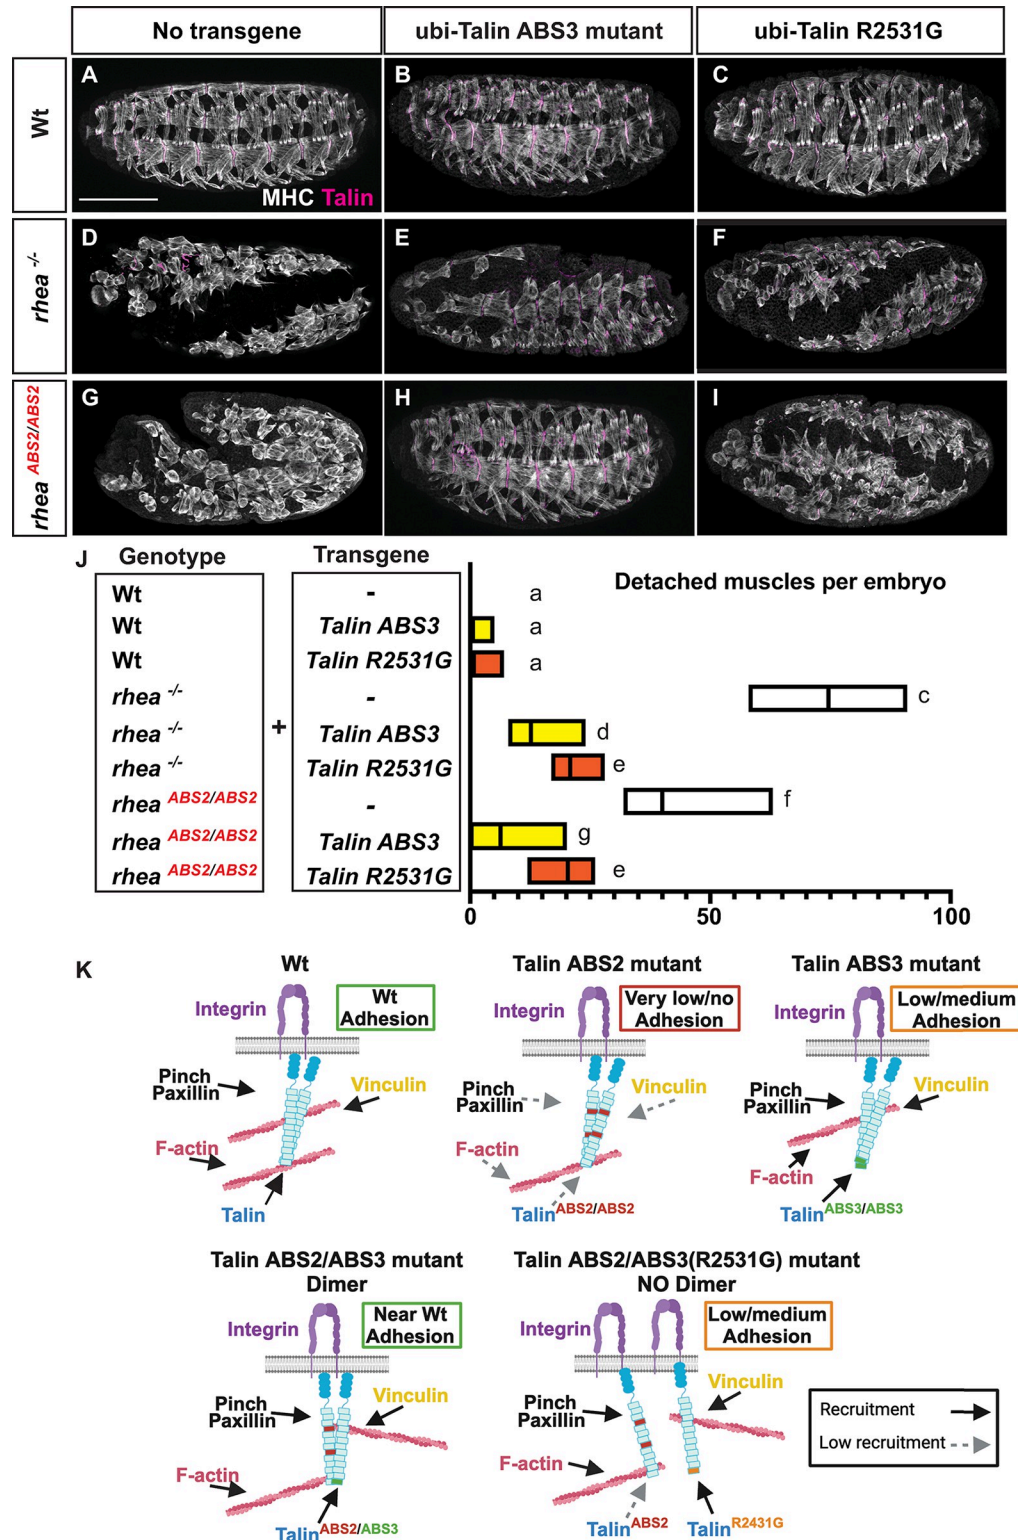 No transgene
ubi-Talin ABS3 mutant
ubi-Talin R2531G
Wt
A
B
C
MHC Talin
rhea -/-
D
E
F
rhea ABS2/ABS2
G
H
I
J
Genotype
Transgene
Detached muscles per embryo
Wt - a
Wt Talin ABS3 a
Wt Talin R2531G a
rhea -/- - c
+
rhea -/- Talin ABS3 d
rhea -/- Talin R2531G e
rhea ABS2/ABS2 - f
rhea ABS2/ABS2 Talin ABS3 g
rhea ABS2/ABS2 Talin R2531G e
0 50 100
K
Wt
Integrin
Wt
Adhesion
Pinch
Paxillin
Vinculin
F-actin
Talin
Talin ABS2 mutant
Integrin
Very low/no
Adhesion
Pinch
Paxillin
Vinculin
F-actin
Talin ABS2/ABS2
Talin ABS3 mutant
Integrin
Low/medium
Adhesion
Pinch
Paxillin
Vinculin
F-actin
Talin ABS3/ABS3
Talin ABS2/ABS3 mutant
Dimer
Integrin
Near Wt
Adhesion
Pinch
Paxillin
Vinculin
F-actin
Talin ABS2/ABS3
Talin ABS2/ABS3(R2531G) mutant
NO Dimer
Integrin
Low/medium
Adhesion
Pinch
Paxillin
Vinculin
F-actin
Talin ABS2
Talin R2431G
Recruitment
Low recruitment